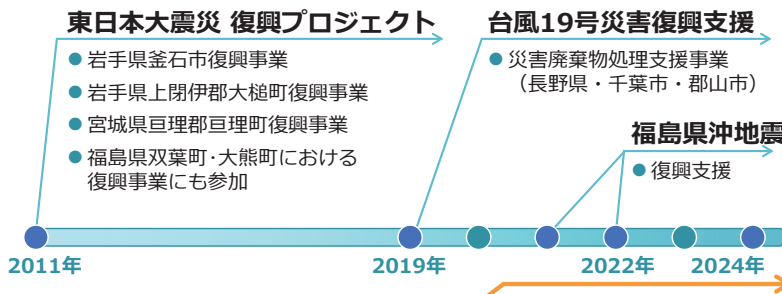 東日本大震災 復興プロジェクト
● 岩手県釜石市復興事業
● 岩手県上閉伊郡大槌町復興事業
● 宮城県亘理郡亘理町復興事業
● 福島県双葉町・大熊町における
復興事業にも参加
台風19号災害復興支援
● 災害廃棄物処理支援事業
（長野県・千葉市・郡山市）
福島県沖地震
● 復興支援
2011年
2019年
2022年
2024年